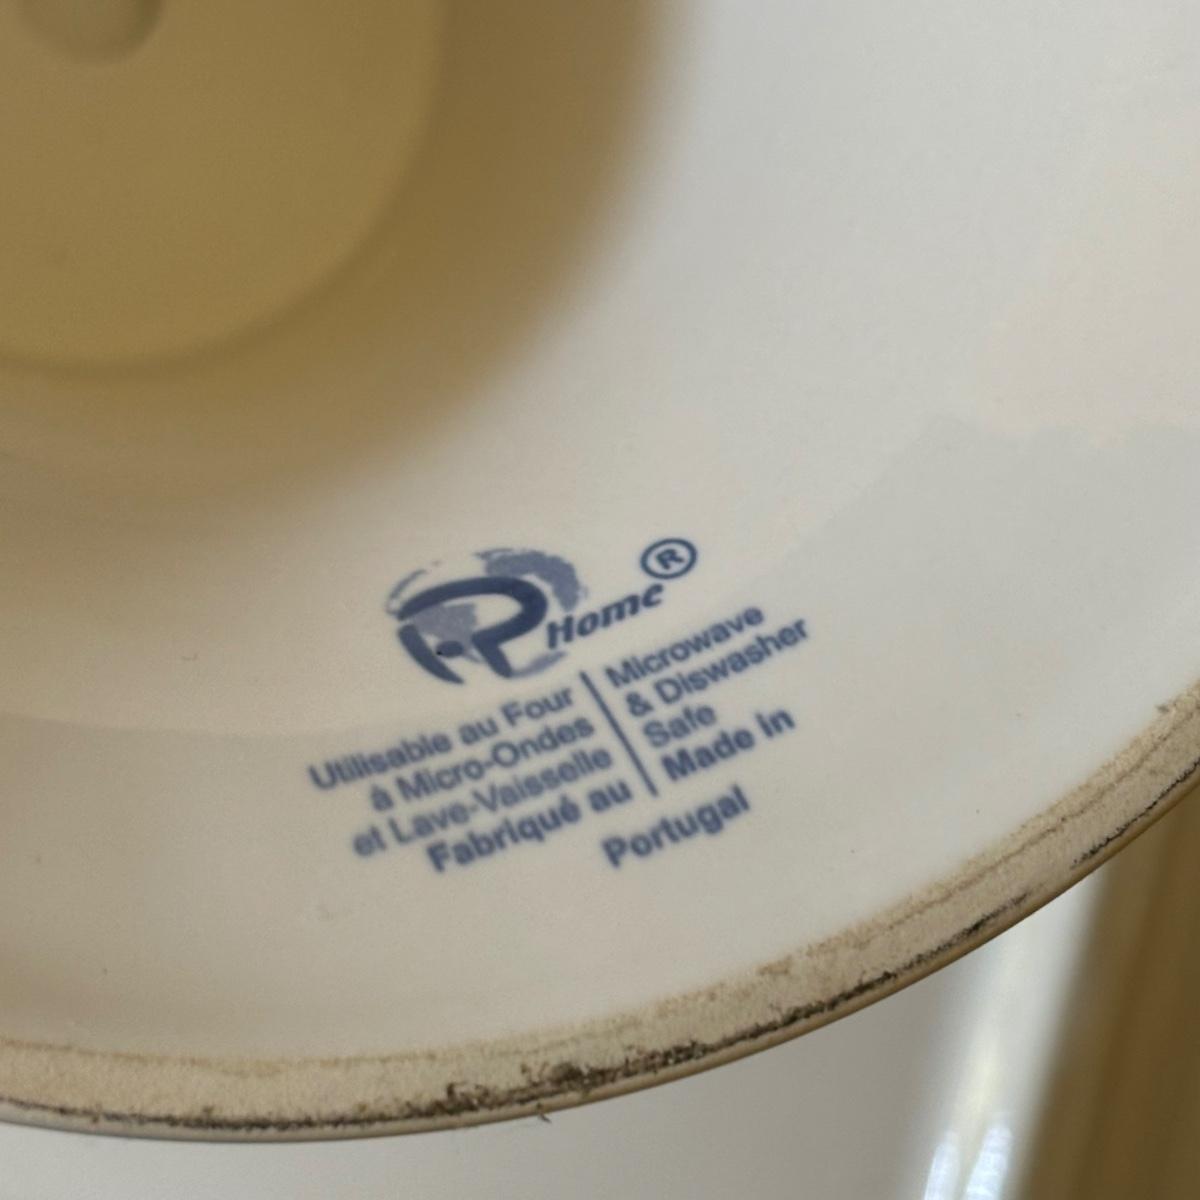 P Home®
Utilisable au Four
à Micro-Ondes
et Lave-Vaisselle
Fabriqué au
Microwave
& Diswasher
Safe
Made in
Portugal